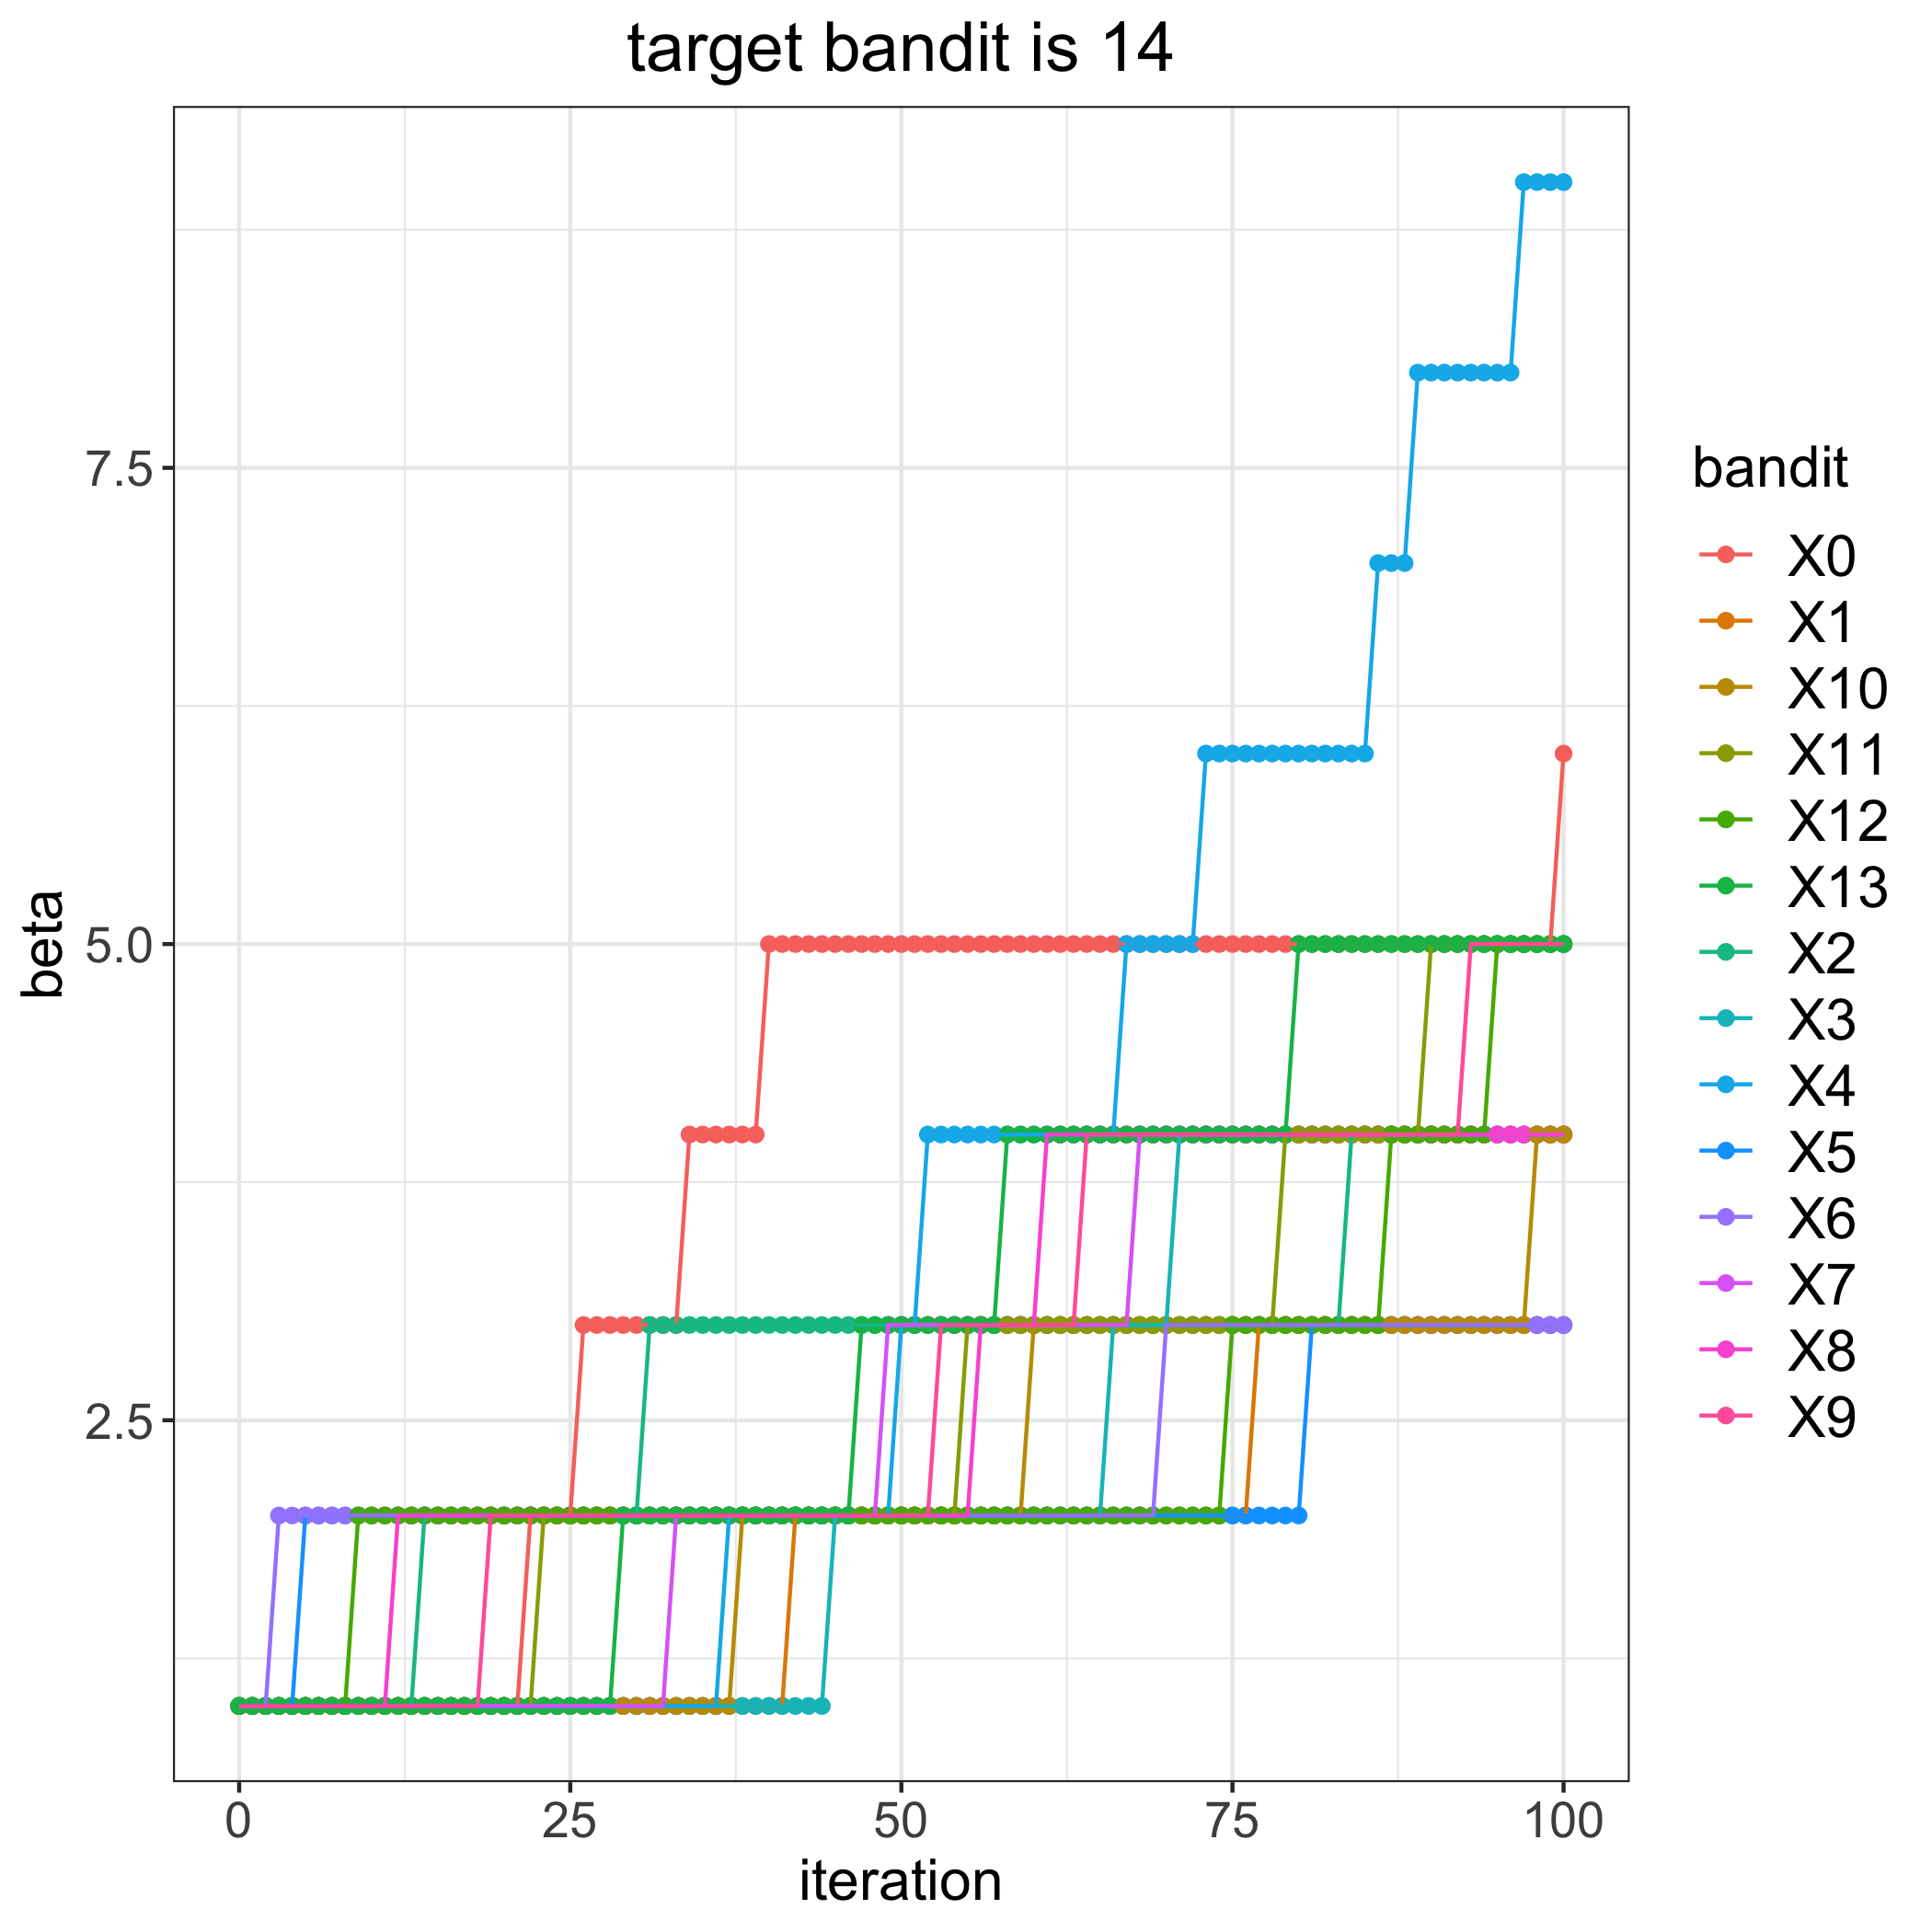 target bandit is 14
7.5
5.0
2.5
beta
0
25
50
75
100
iteration
bandit
X0
X1
X10
X11
X12
X13
X2
X3
X4
X5
X6
X7
X8
X9